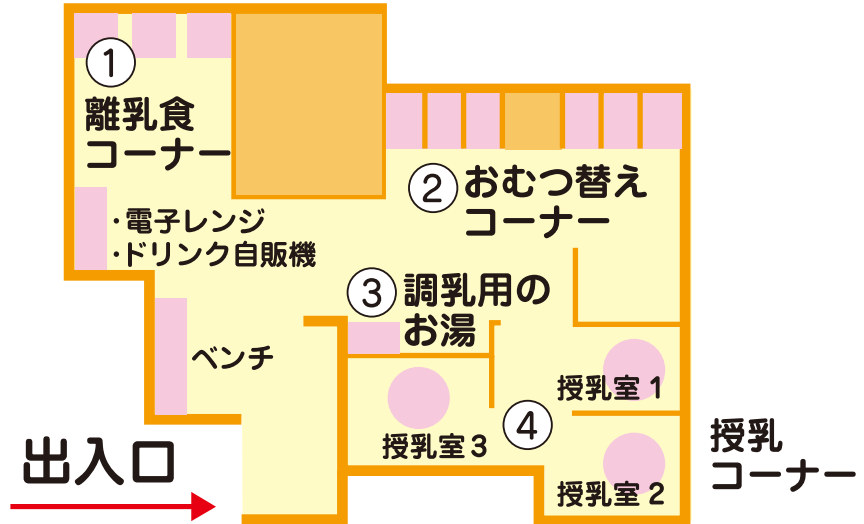 ①
離乳食
コーナー
・電子レンジ
・ドリンク自販機
②
おむつ替え
コーナー
③
調乳用の
お湯
ベンチ
授乳室1
④
授乳室3
授乳室2
授乳
コーナー
出入口